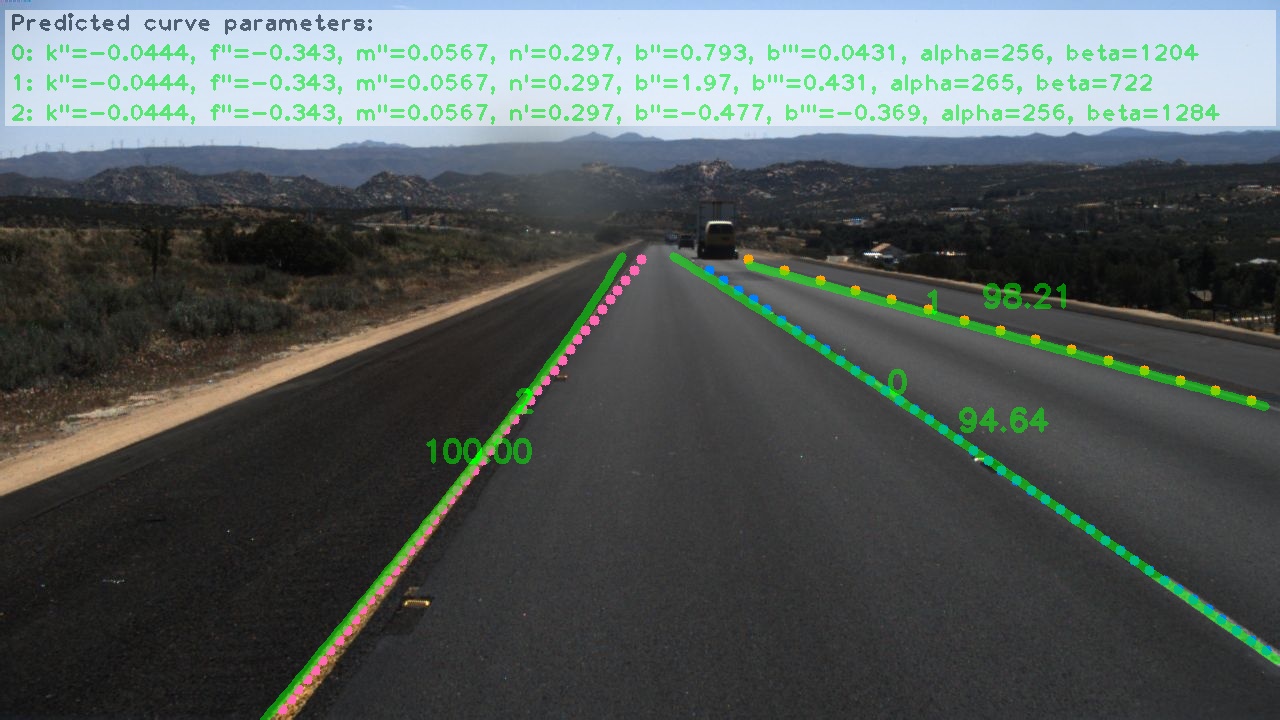 Predicted curve parameters:
0: k''=-0.0444, f''=-0.343, m''=0.0567, n'=0.297, b''=0.793, b'''=0.0431, alpha=256, beta=1204
1: k''=-0.0444, f''=-0.343, m''=0.0567, n'=0.297, b''=1.97, b'''=0.431, alpha=265, beta=722
2: k''=-0.0444, f''=-0.343, m''=0.0567, n'=0.297, b''=-0.477, b'''=-0.369, alpha=256, beta=1284
1 98.21
0
2
94.64
100.00